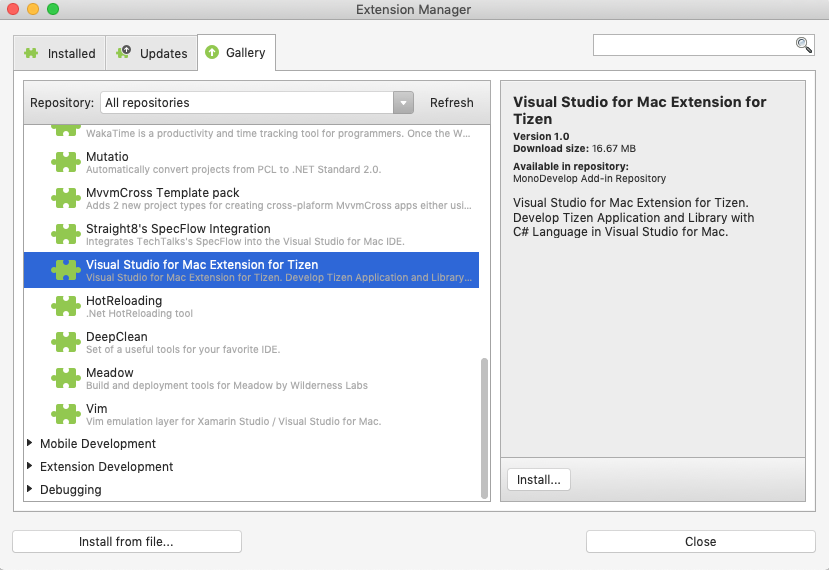 Extension Manager
Installed
Updates
Gallery
Repository:
All repositories
Refresh
WakaTime is a productivity and time tracking tool for programmers. Once the W...
Mutatio
Automatically convert projects from PCL to .NET Standard 2.0.
MvvmCross Template pack
Adds 2 new project types for creating cross-plaform MvvmCross apps either usi...
Straight8's SpecFlow Integration
Integrates TechTalks's SpecFlow into the Visual Studio for Mac IDE.
Visual Studio for Mac Extension for Tizen
Visual Studio for Mac Extension for Tizen. Develop Tizen Application and Library...
HotReloading
.Net HotReloading tool
DeepClean
Set of a useful tools for your favorite IDE.
Meadow
Build and deployment tools for Meadow by Wilderness Labs
Vim
Vim emulation layer for Xamarin Studio / Visual Studio for Mac.
Mobile Development
Extension Development
Debugging
Visual Studio for Mac Extension for
Tizen
Version 1.0
Download size: 16.67 MB
Available in repository:
MonoDevelop Add-in Repository
Visual Studio for Mac Extension for Tizen.
Develop Tizen Application and Library with
C# Language in Visual Studio for Mac.
Install...
Install from file...
Close